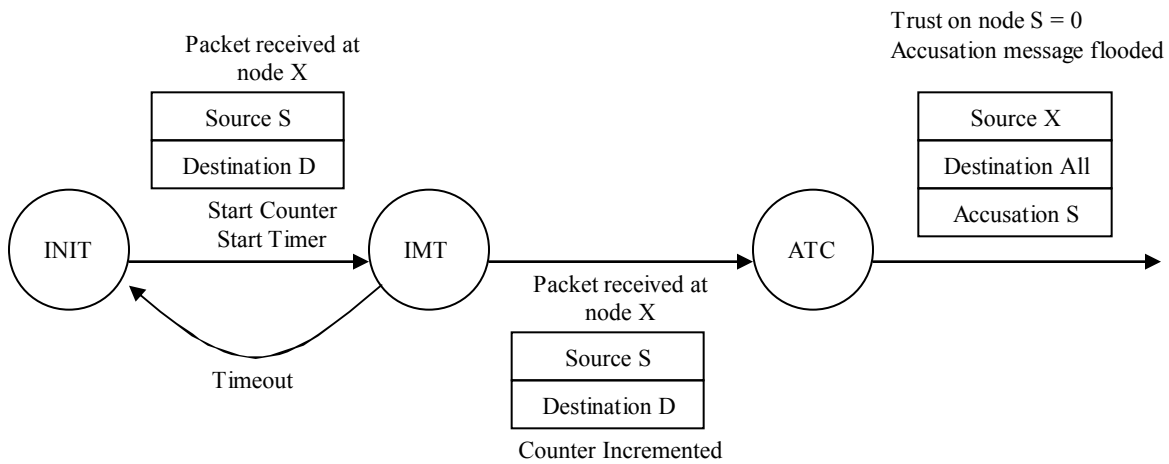 Packet received at
node X
Source S
Destination D
Start Counter
Start Timer
INIT
IMT
Timeout
Packet received at
node X
Source S
Destination D
Counter Incremented
ATC
Trust on node S = 0
Accusation message flooded
Source X
Destination All
Accusation S